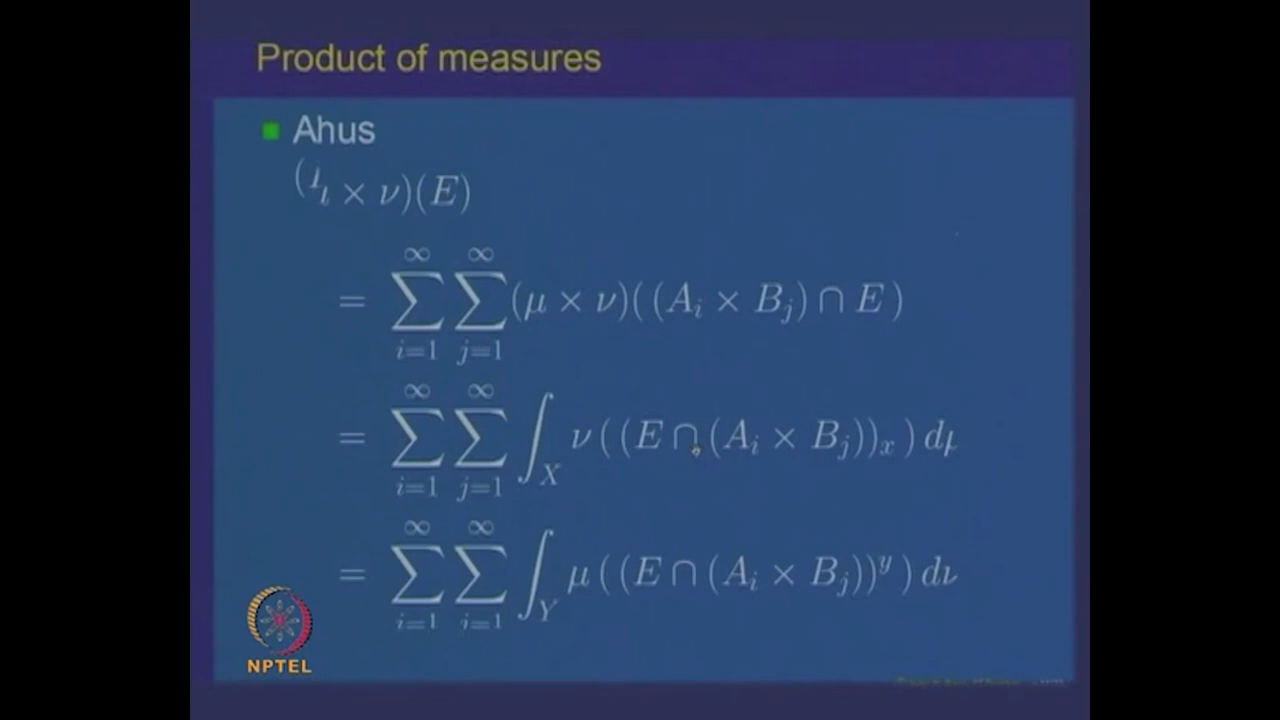 Product of measures
Ahus
(μ × ν)(E)
= ∑_{i=1}^{∞} ∑_{j=1}^{∞} (μ × ν)( (A_i × B_j) ∩ E )
= ∑_{i=1}^{∞} ∑_{j=1}^{∞} ∫_X ν ( (E ∩ (A_i × B_j))_x ) dμ
= ∑_{i=1}^{∞} ∑_{j=1}^{∞} ∫_Y μ ( (E ∩ (A_i × B_j))^y ) dν
NPTEL